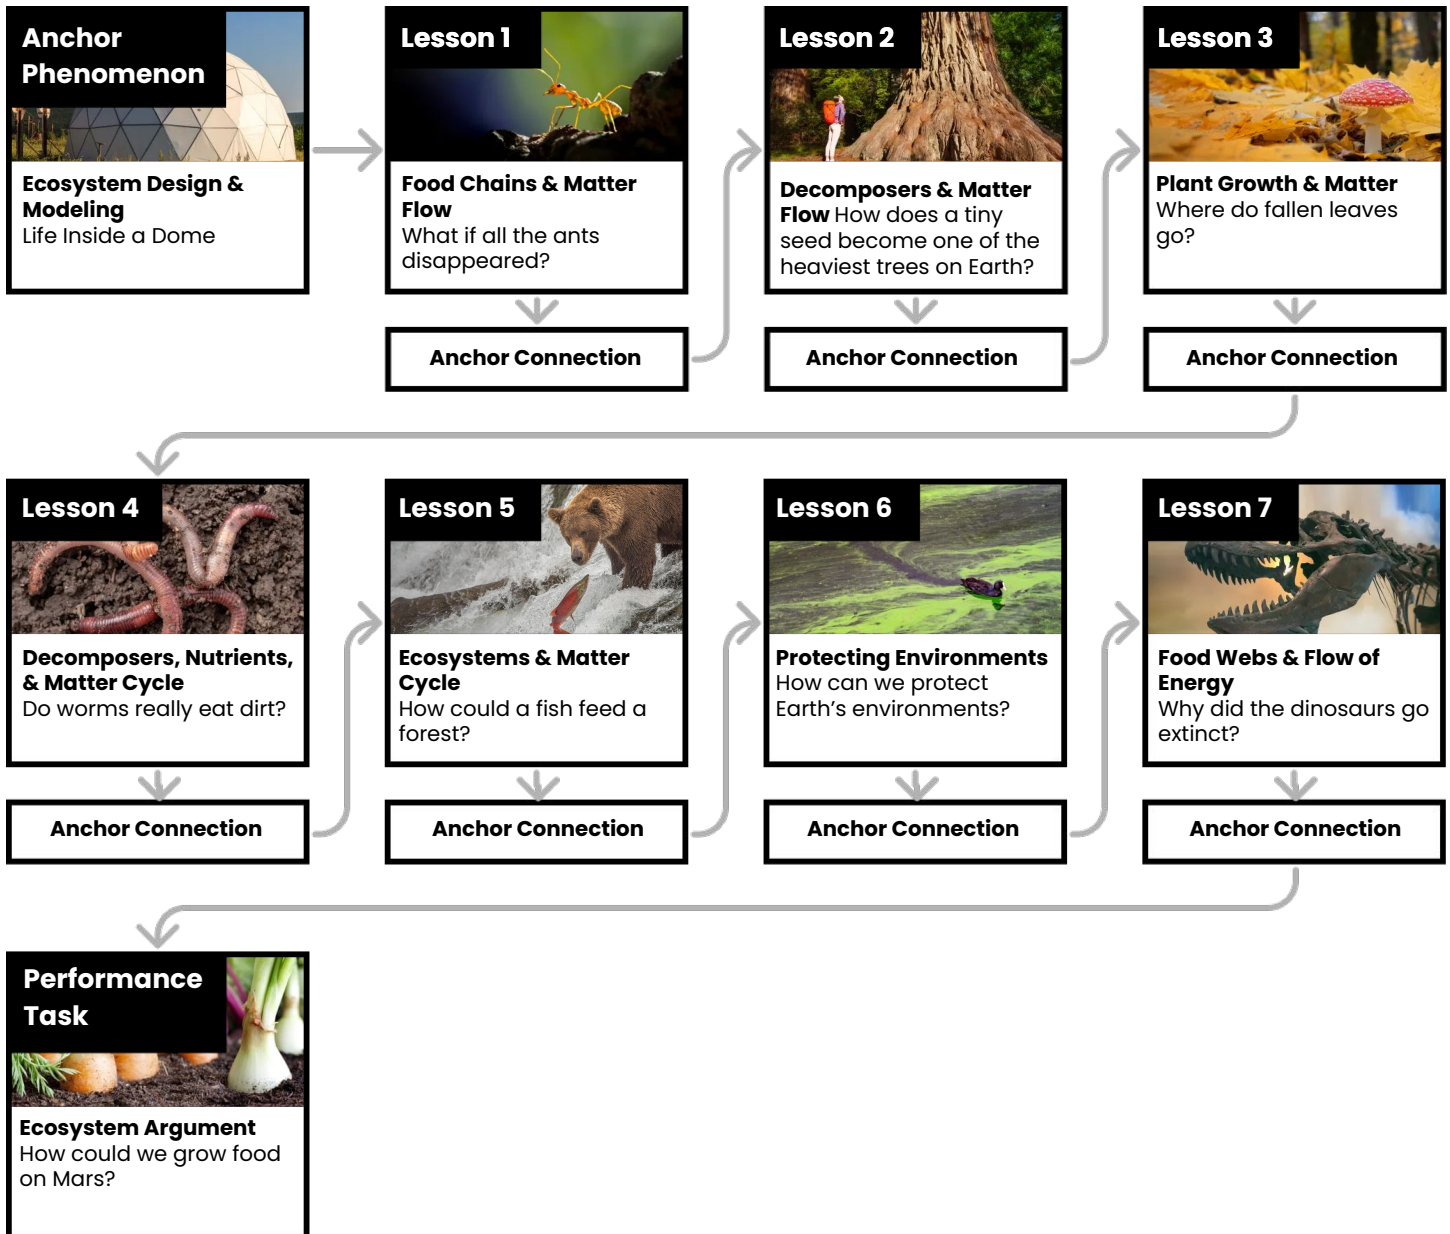 Anchor
Phenomenon
Ecosystem Design &
Modeling
Life Inside a Dome
Lesson 1
Food Chains & Matter
Flow
What if all the ants
disappeared?
Anchor Connection
Lesson 2
Decomposers & Matter
Flow How does a tiny
seed become one of the
heaviest trees on Earth?
Anchor Connection
Lesson 3
Plant Growth & Matter
Where do fallen leaves
go?
Anchor Connection
Lesson 4
Decomposers, Nutrients,
& Matter Cycle
Do worms really eat dirt?
Anchor Connection
Lesson 5
Ecosystems & Matter
Cycle
How could a fish feed a
forest?
Anchor Connection
Lesson 6
Protecting Environments
How can we protect
Earth’s environments?
Anchor Connection
Lesson 7
Food Webs & Flow of
Energy
Why did the dinosaurs go
extinct?
Anchor Connection
Performance
Task
Ecosystem Argument
How could we grow food
on Mars?